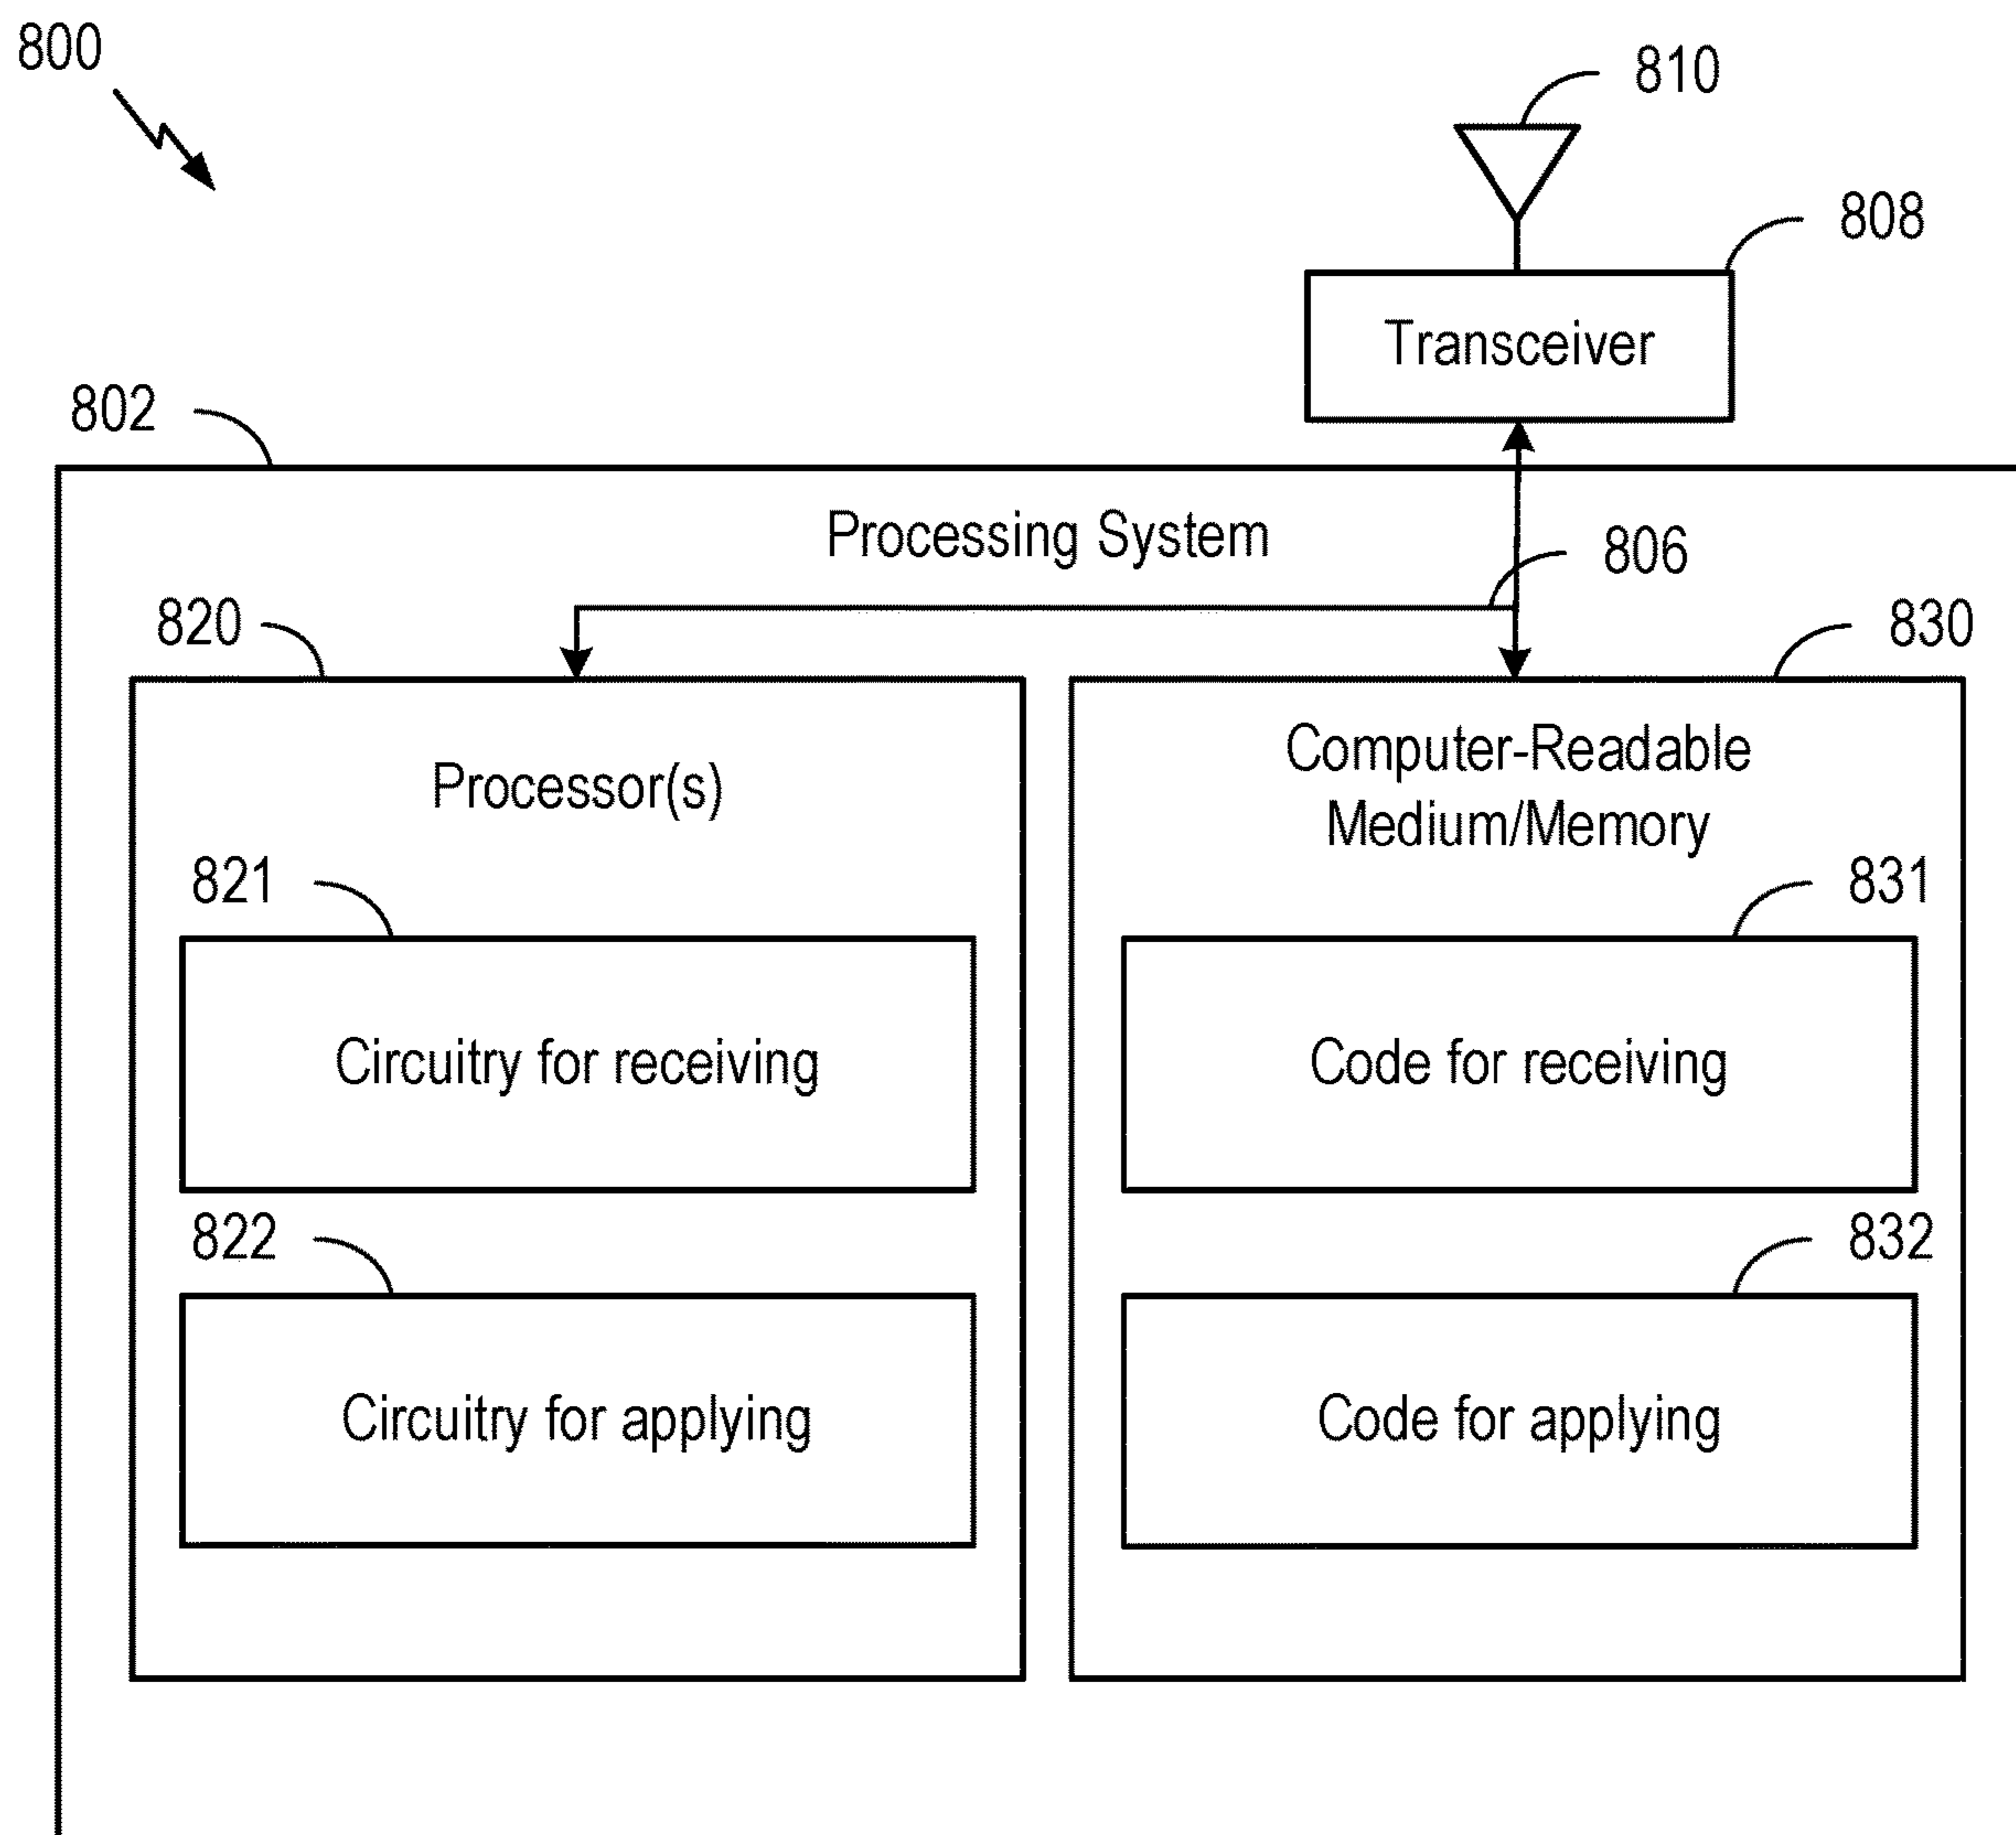 800
810
808
Transceiver
802
Processing System
806
820
830
Processor(s)
Computer-Readable
Medium/Memory
821
831
Circuitry for receiving
Code for receiving
822
832
Circuitry for applying
Code for applying